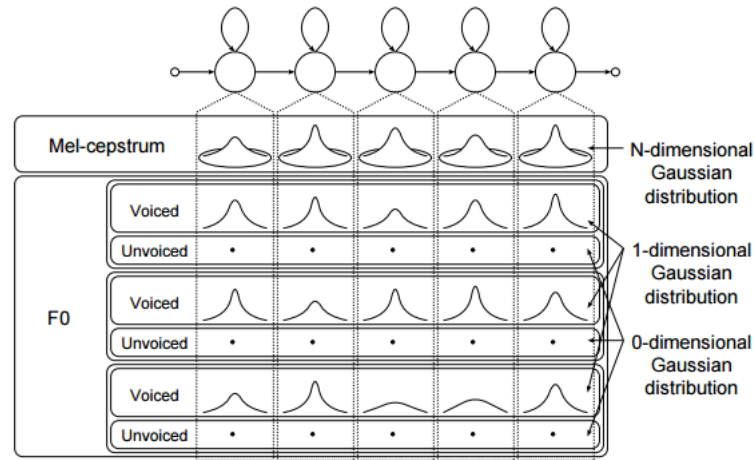 Mel-cepstrum
N-dimensional
Gaussian
distribution
F0
Voiced
Unvoiced
Voiced
Unvoiced
Voiced
Unvoiced
1-dimensional
Gaussian
distribution
0-dimensional
Gaussian
distribution